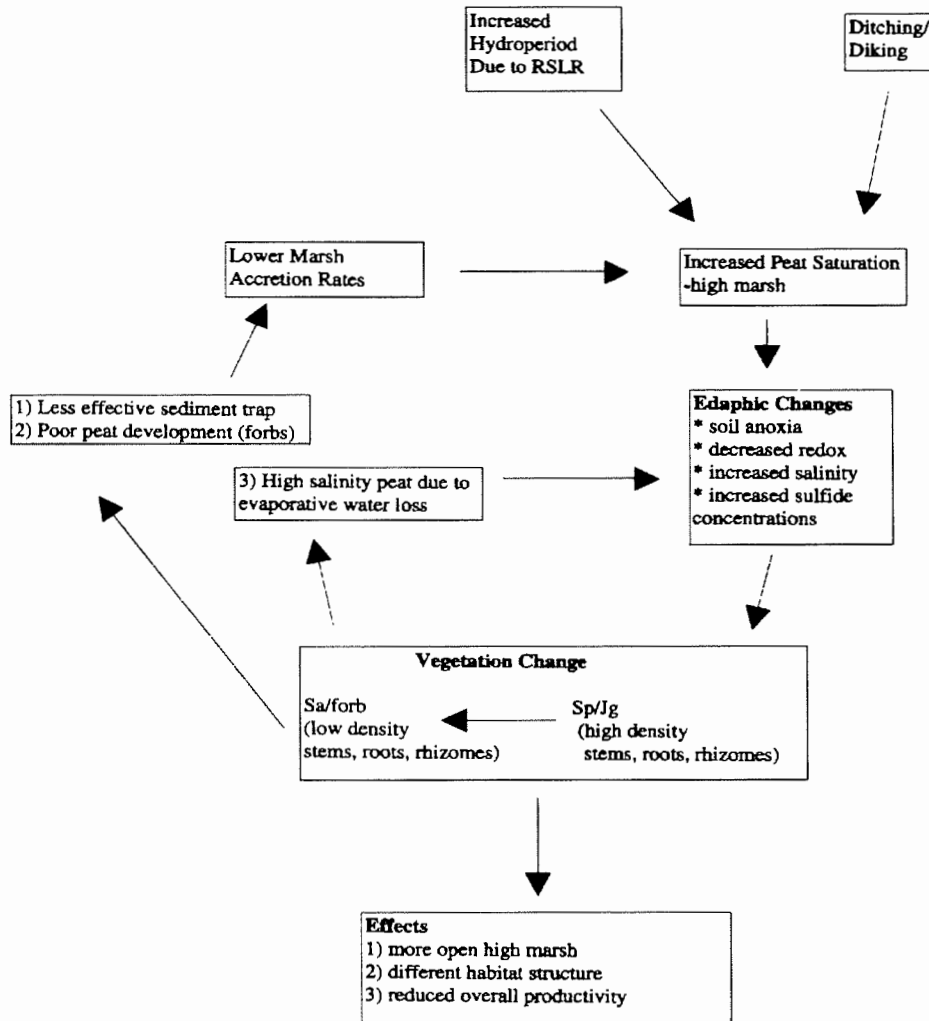 Increased
Hydroperiod
Due to RSLR
Ditching/
Diking
Lower Marsh
Accretion Rates
Increased Peat Saturation
-high marsh
1) Less effective sediment trap
2) Poor peat development (forbs)
3) High salinity peat due to
evaporative water loss
Edaphic Changes
* soil anoxia
* decreased redox
* increased salinity
* increased sulfide
concentrations
Vegetation Change
Sa/forb
(low density
stems, roots, rhizomes)
Sp/Jg
(high density
stems, roots, rhizomes)
Effects
1) more open high marsh
2) different habitat structure
3) reduced overall productivity